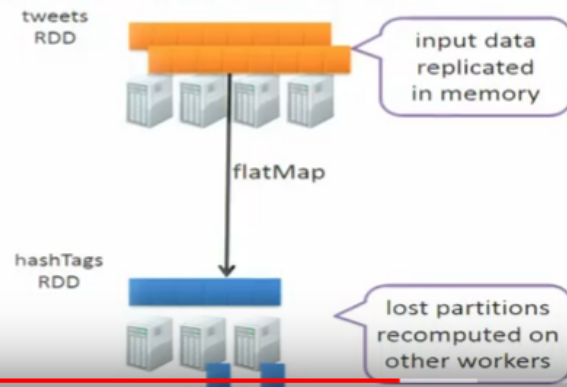 tweets
RDD
input data
replicated
in memory
flatMap
hashTags
RDD
lost partitions
recomputed on
other workers